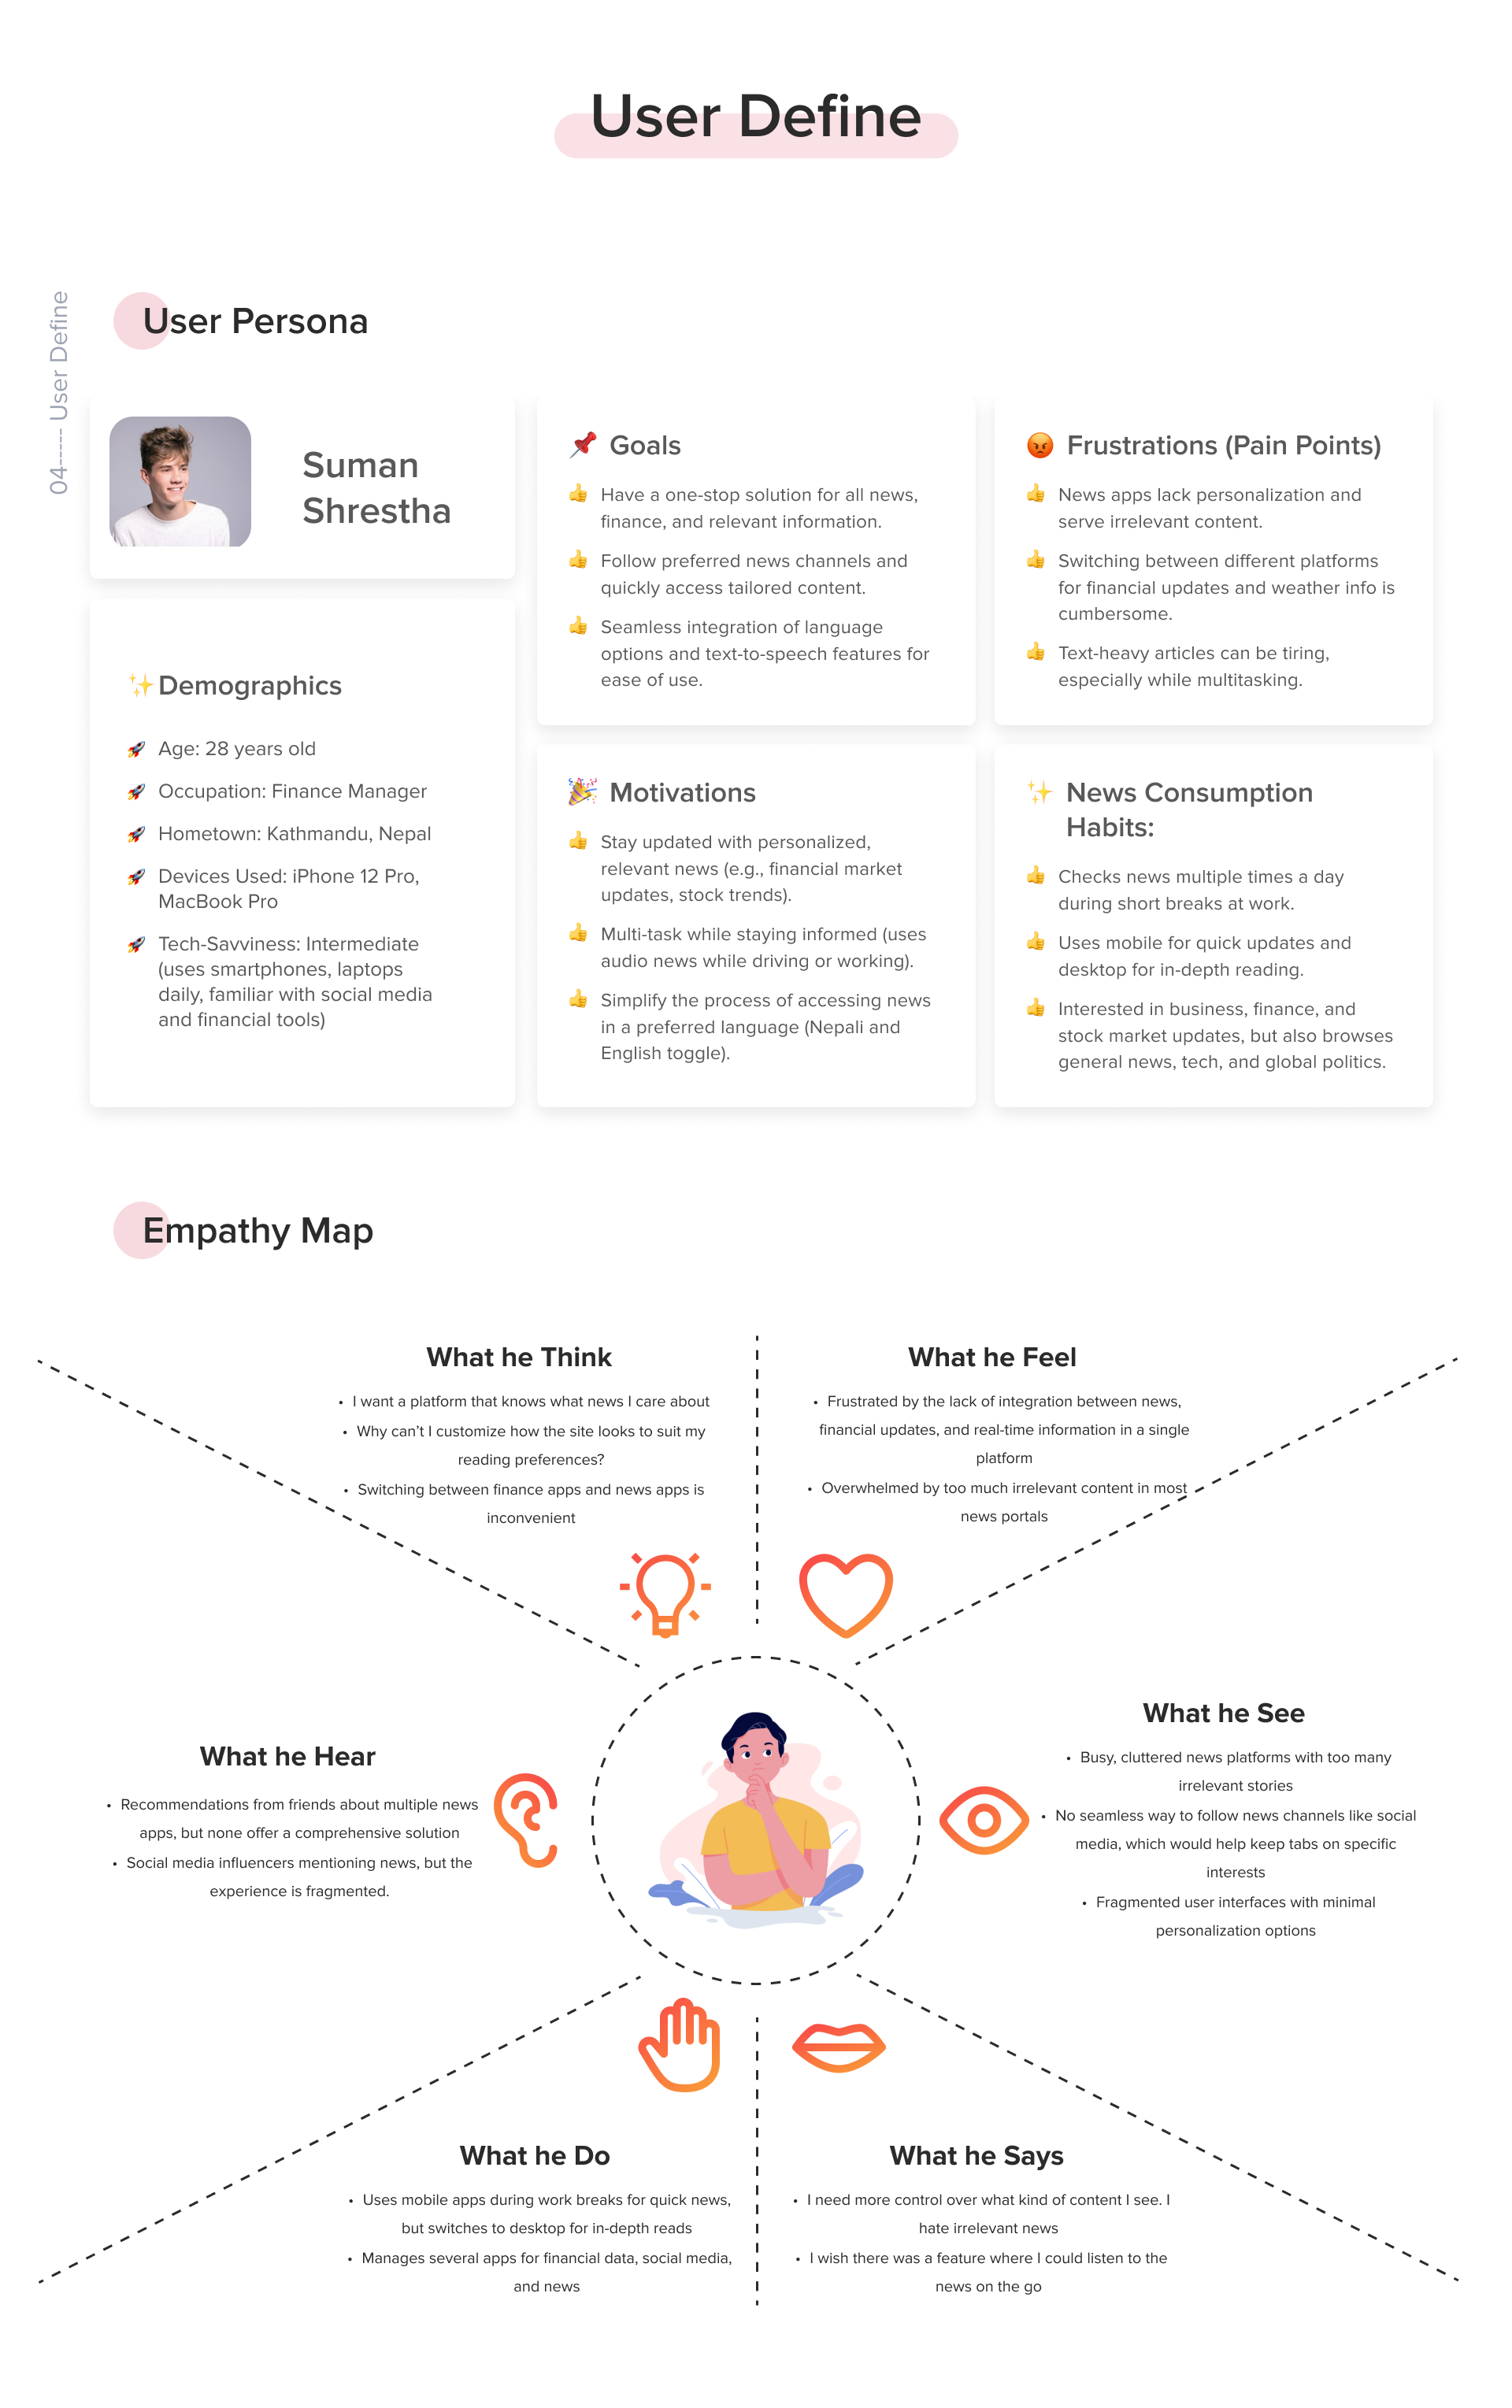 User Define
04----- User Define
User Persona
Suman
Shrestha
Demographics
Age: 28 years old
Occupation: Finance Manager
Hometown: Kathmandu, Nepal
Devices Used: iPhone 12 Pro,
MacBook Pro
Tech-Savviness: Intermediate
(uses smartphones, laptops
daily, familiar with social media
and financial tools)
Goals
Have a one-stop solution for all news,
finance, and relevant information.
Follow preferred news channels and
quickly access tailored content.
Seamless integration of language
options and text-to-speech features for
ease of use.
Frustrations (Pain Points)
News apps lack personalization and
serve irrelevant content.
Switching between different platforms
for financial updates and weather info is
cumbersome.
Text-heavy articles can be tiring,
especially while multitasking.
Motivations
Stay updated with personalized,
relevant news (e.g., financial market
updates, stock trends).
Multi-task while staying informed (uses
audio news while driving or working).
Simplify the process of accessing news
in a preferred language (Nepali and
English toggle).
News Consumption
Habits:
Checks news multiple times a day
during short breaks at work.
Uses mobile for quick updates and
desktop for in-depth reading.
Interested in business, finance, and
stock market updates, but also browses
general news, tech, and global politics.
Empathy Map
What he Think
• I want a platform that knows what news I care about
• Why can't I customize how the site looks to suit my
reading preferences?
• Switching between finance apps and news apps is
inconvenient
What he Feel
• Frustrated by the lack of integration between news,
financial updates, and real-time information in a single
platform
• Overwhelmed by too much irrelevant content in most
news portals
What he Hear
• Recommendations from friends about multiple news
apps, but none offer a comprehensive solution
• Social media influencers mentioning news, but the
experience is fragmented.
What he See
• Busy, cluttered news platforms with too many
irrelevant stories
• No seamless way to follow news channels like social
media, which would help keep tabs on specific
interests
• Fragmented user interfaces with minimal
personalization options
What he Do
• Uses mobile apps during work breaks for quick news,
but switches to desktop for in-depth reads
• Manages several apps for financial data, social media,
and news
What he Says
• I need more control over what kind of content I see. I
hate irrelevant news
• I wish there was a feature where I could listen to the
news on the go